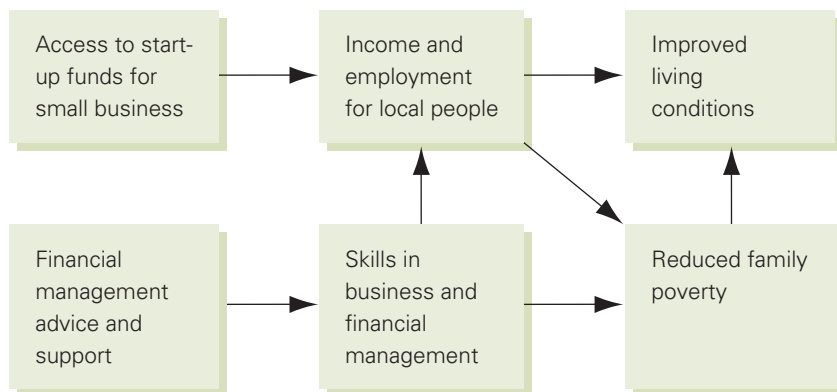 Access to start-
up funds for
small business
Income and
employment
for local people
Improved
living
conditions
Financial
management
advice and
support
Skills in
business and
financial
management
Reduced family
poverty